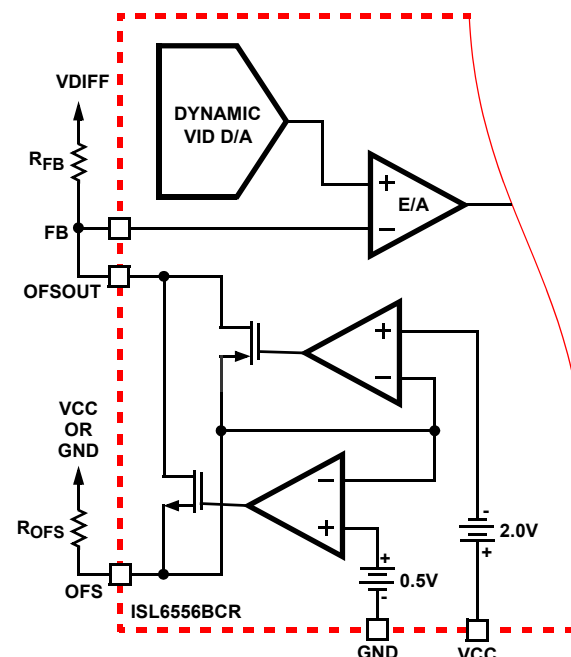 VDIFF
DYNAMIC
VID D/A
RFB
+
E/A
−
FB
OFSOUT
+
−
VCC
OR
GND
−
+
ROFS
-
2.0V
+
+
0.5V
-
OFS
ISL6556BCR
GND
VCC